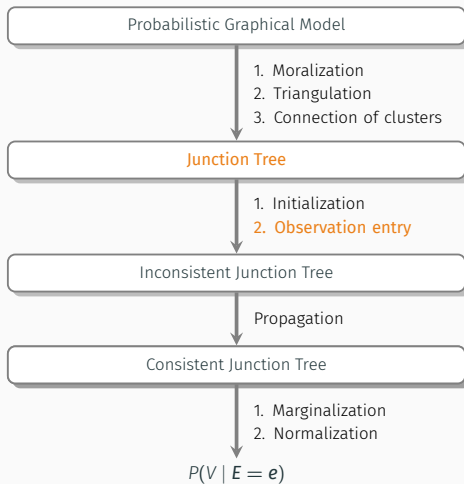 Probabilistic Graphical Model
1. Moralization
2. Triangulation
3. Connection of clusters
Junction Tree
1. Initialization
2. Observation entry
Inconsistent Junction Tree
Propagation
Consistent Junction Tree
1. Marginalization
2. Normalization
P(V | E = e)